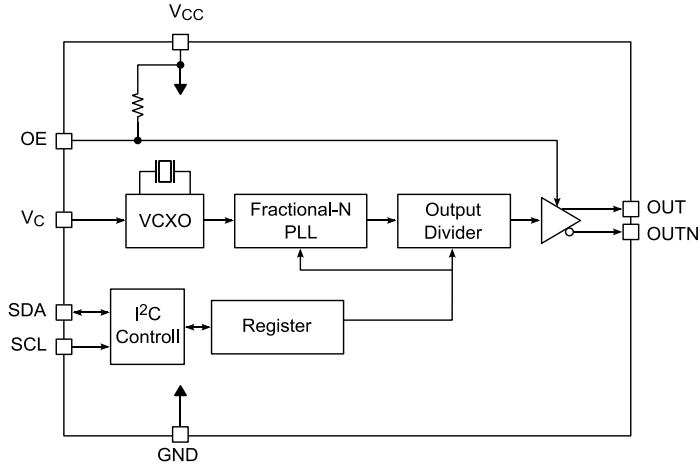 VCC
OE
VC
VCXO
Fractional-N
PLL
Output
Divider
OUT
OUTN
SDA
SCL
I2C
Controll
Register
GND